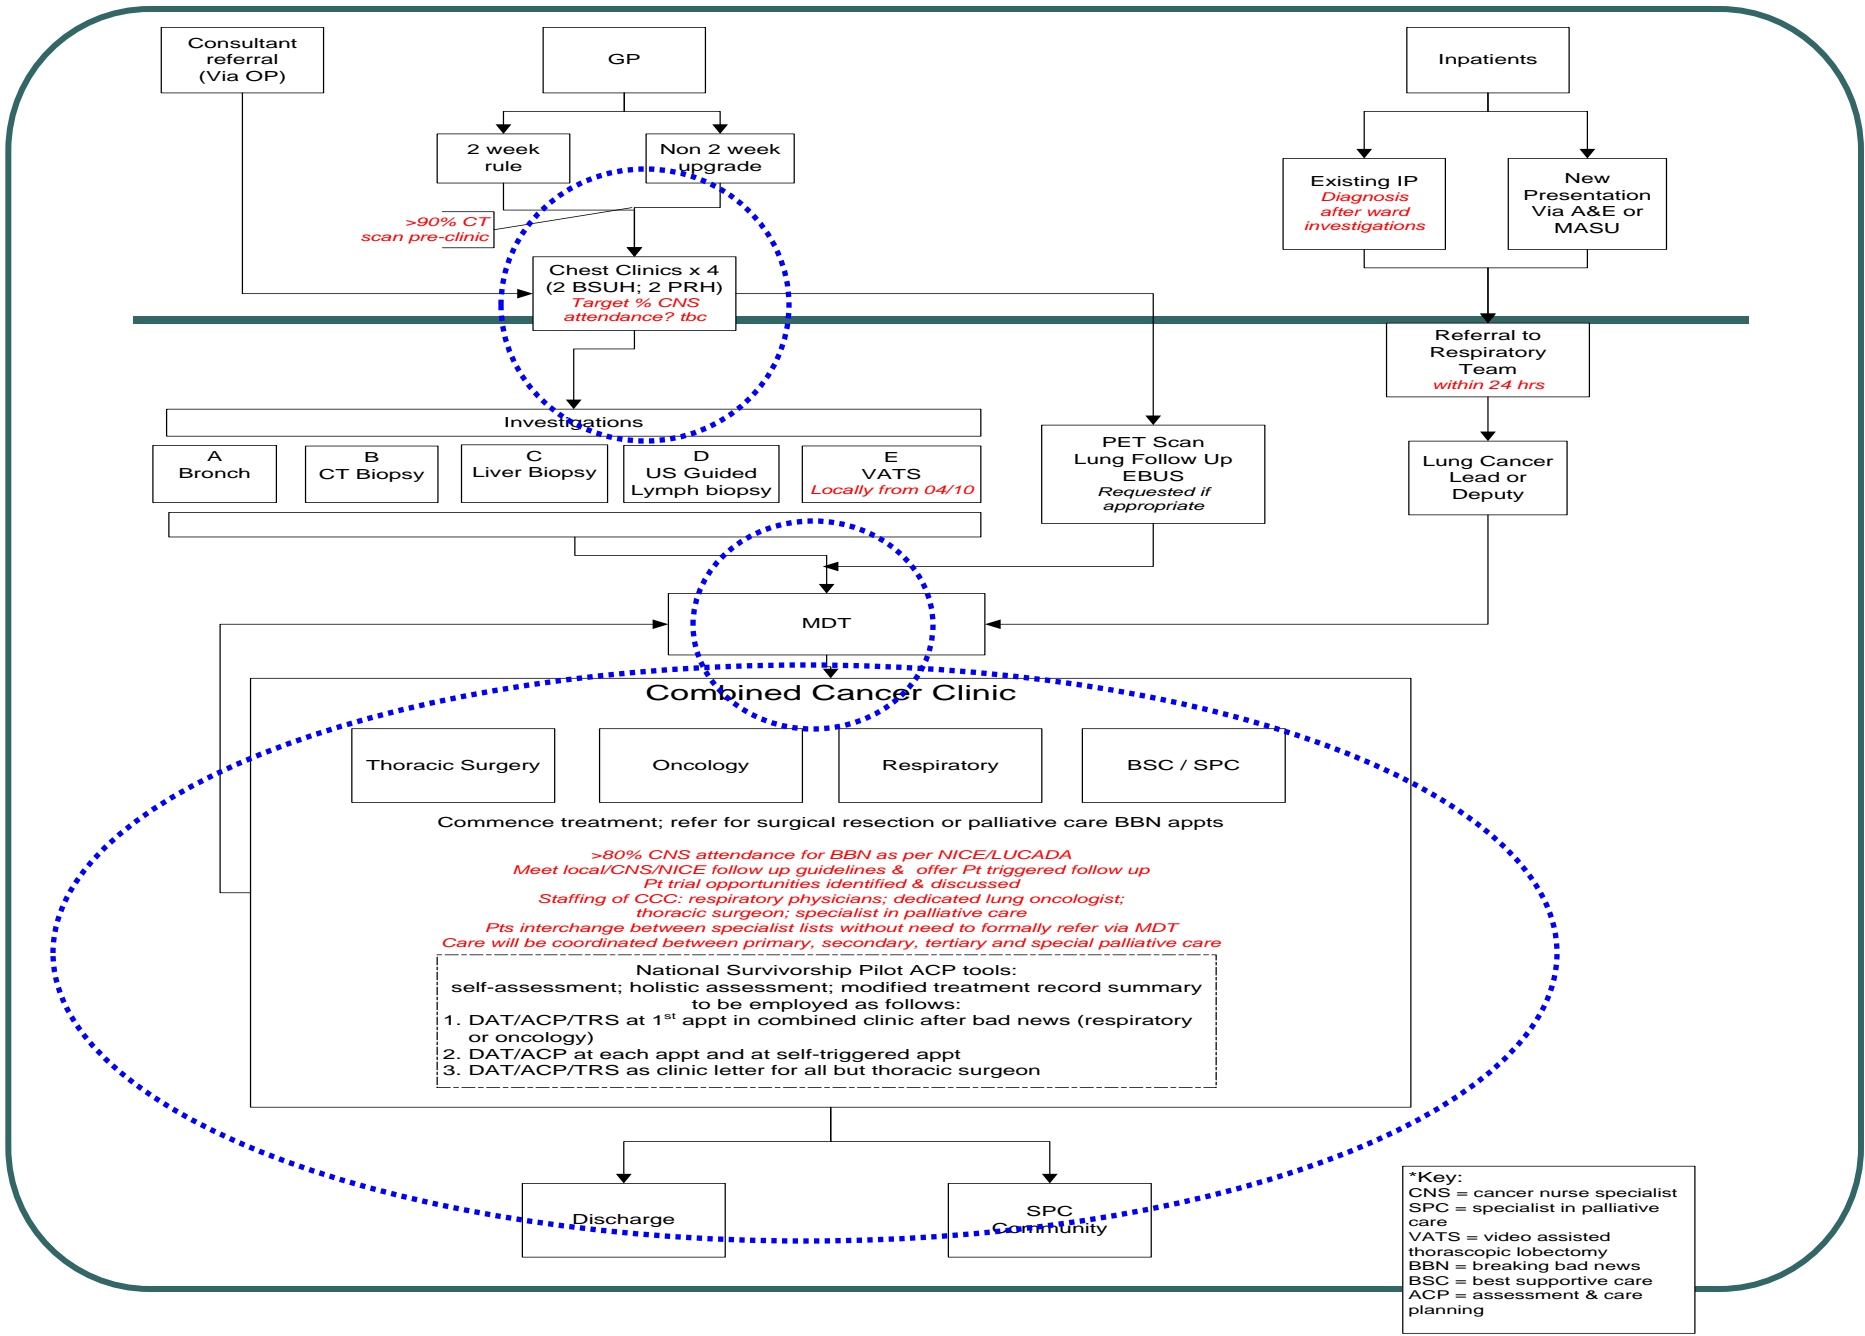 Consultant
referral
(Via OP)
GP
Inpatients
2 week
rule
Non 2 week
upgrade
Existing IP
Diagnosis
after ward
investigations
New
Presentation
Via A&E or
MASU
>90% CT
scan pre-clinic
Chest Clinics x 4
(2 BSUH; 2 PRH)
Target % CNS
attendance? tbc
Referral to
Respiratory
Team
within 24 hrs
Investigations
A
Bronch
B
CT Biopsy
C
Liver Biopsy
D
US Guided
Lymph biopsy
E
VATS
Locally from 04/10
PET Scan
Lung Follow Up
EBUS
Requested if
appropriate
Lung Cancer
Lead or
Deputy
MDT
Combined Cancer Clinic
Thoracic Surgery
Oncology
Respiratory
BSC / SPC
Commence treatment; refer for surgical resection or palliative care BBN appts
>80% CNS attendance for BBN as per NICE/LUCADA
Meet local/CNS/NICE follow up guidelines & offer Pt triggered follow up
Pt trial opportunities identified & discussed
Staffing of CCC: respiratory physicians; dedicated lung oncologist;
thoracic surgeon; specialist in palliative care
Pts interchange between specialist lists without need to formally refer via MDT
Care will be coordinated between primary, secondary, tertiary and special palliative care
National Survivorship Pilot ACP tools:
self-assessment; holistic assessment; modified treatment record summary
to be employed as follows:
1. DAT/ACP/TRS at 1st appt in combined clinic after bad news (respiratory
or oncology)
2. DAT/ACP at each appt and at self-triggered appt
3. DAT/ACP/TRS as clinic letter for all but thoracic surgeon
Discharge
SPC
Community
*Key:
CNS = cancer nurse specialist
SPC = specialist in palliative
care
VATS = video assisted
thorascopic lobectomy
BBN = breaking bad news
BSC = best supportive care
ACP = assessment & care
planning